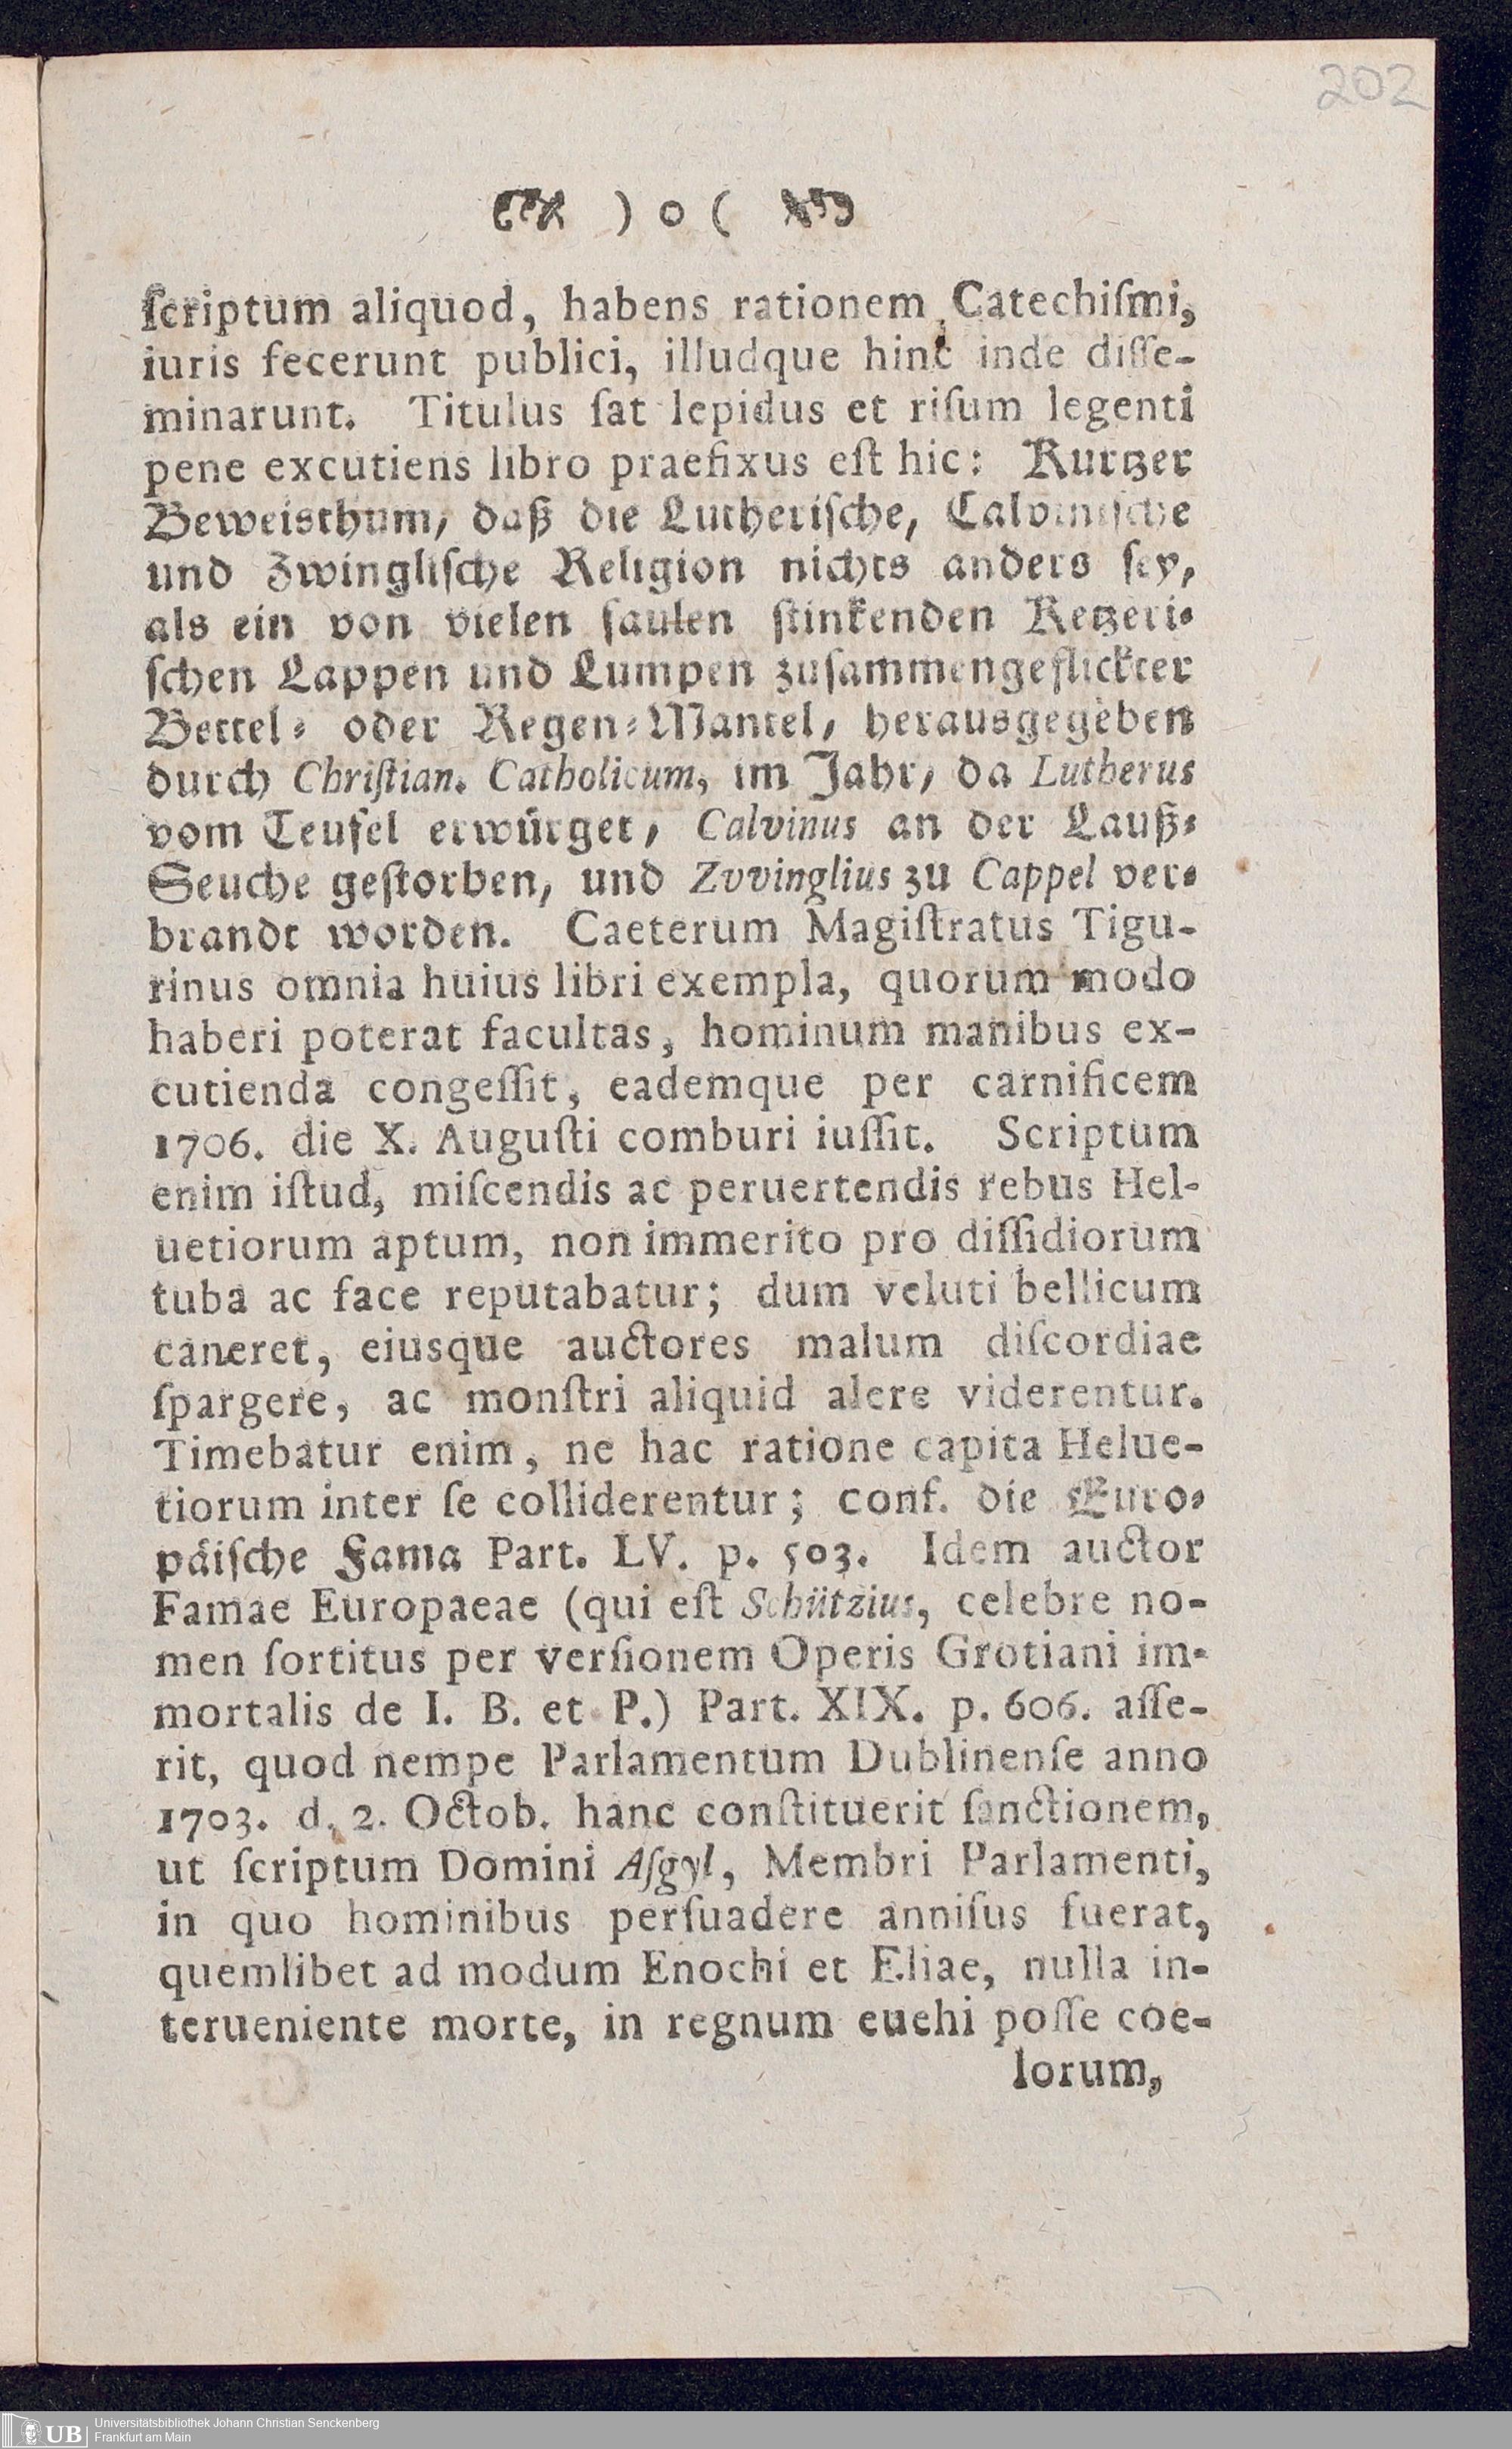 202
) o (
ſcriptum aliquod, habens rationem Catechiſmi,
iuris fecerunt publici, illudque hinc inde diſſe-
minarunt. Titulus ſat lepidus et riſum legenti
pene excutiens libro praefixus eſt hic: Kurtzer
Beweisthum, daß die Lutheriſche, Calviniſche
und Zwingliſche Religion nichts anders ſey,
als ein von vielen faulen ſtinkenden Ketzeri-
ſchen Lappen und Lumpen zuſammengeflickter
Bettel- oder Regen-Mantel, herausgegeben
durch Chriſtian. Catholicum, im Jahr, da Lutherus
vom Teufel erwürget, Calvinus an der Lauß-
Seuche geſtorben, und Zvvinglius zu Cappel ver-
brandt worden. Caeterum Magiſtratus Tigu-
rinus omnia huius libri exempla, quorum modo
haberi poterat facultas, hominum manibus ex-
cutienda congeſſit, eademque per carnificem
1706. die X. Auguſti comburi iuſſit. Scriptum
enim iſtud, miſcendis ac peruertendis rebus Hel-
uetiorum aptum, non immerito pro diſſidiorum
tuba ac face reputabatur; dum veluti bellicum
caneret, eiusque auctores malum diſcordiae
ſpargere, ac monſtri aliquid alere viderentur.
Timebatur enim, ne hac ratione capita Helue-
tiorum inter ſe colliderentur; conf. die Euro-
päiſche Fama Part. LV. p. 503. Idem auctor
Famae Europaeae (qui eſt Schützius, celebre no-
men ſortitus per verſionem Operis Grotiani im-
mortalis de I. B. et P.) Part. XIX. p. 606. aſſe-
rit, quod nempe Parlamentum Dublinenſe anno
1703. d. 2. Octob. hanc conſtituerit ſanctionem,
ut ſcriptum Domini Aſgyl, Membri Parlamenti,
in quo hominibus perſuadere anniſus fuerat,
quemlibet ad modum Enochi et Eliae, nulla in-
terueniente morte, in regnum euehi poſſe coe-
lorum,
UB
Universitätsbibliothek Johann Christian Senckenberg
Frankfurt am Main